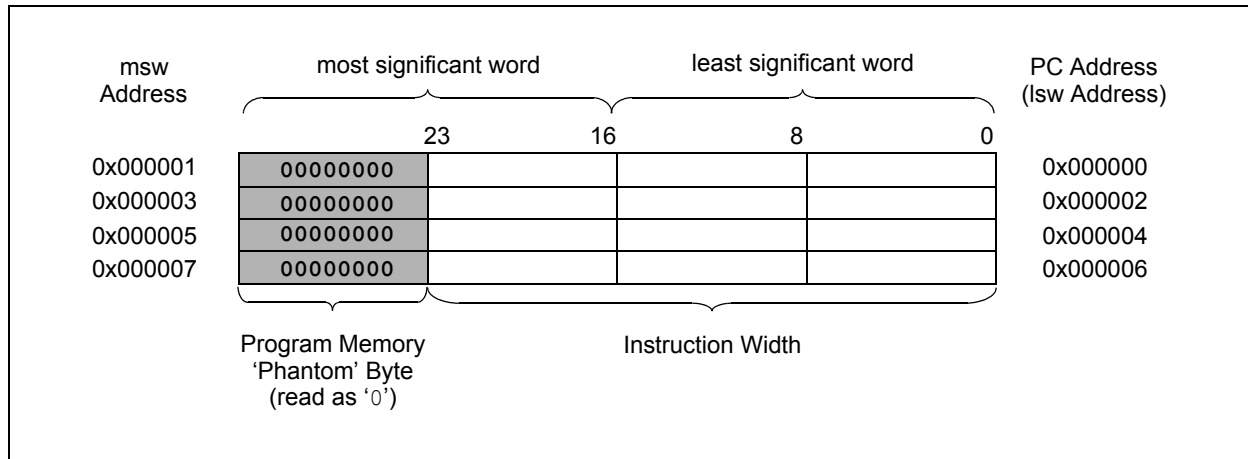 msw
Address
most significant word
least significant word
PC Address
(lsw Address)
23
16
8
0
0x000001
00000000
0x000000
0x000003
00000000
0x000002
0x000005
00000000
0x000004
0x000007
00000000
0x000006
Program Memory
‘Phantom’ Byte
(read as ‘0’)
Instruction Width